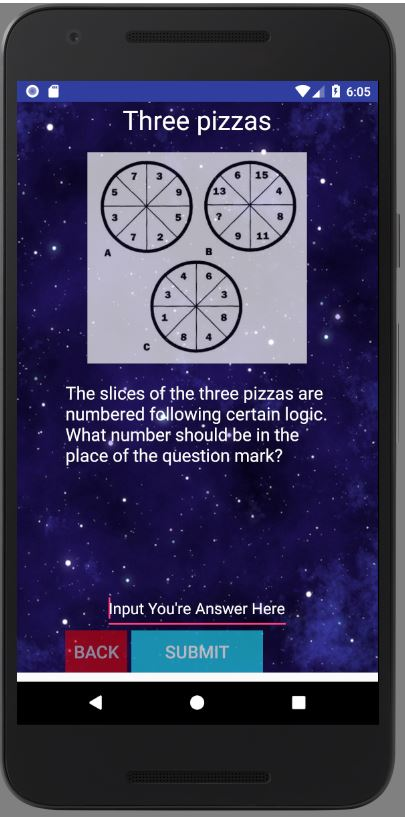 6:05
Three pizzas
7 3 6 15
5 9 13 4
3 5 ? 8
7 2 9 11
A B
4 6
3 3
1 8
8 4
C
The slices of the three pizzas are
numbered following certain logic.
What number should be in the
place of the question mark?
Input You're Answer Here
BACK SUBMIT